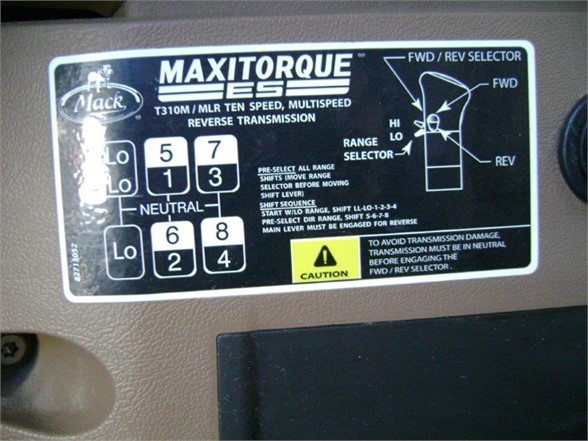 Mack
MAXITORQUE
ES
T310M / MLR TEN SPEED, MULTISPEED
REVERSE TRANSMISSION
FWD / REV SELECTOR
FWD
HI
LO
RANGE
SELECTOR
REV
Lo 5 7
Lo 1 3
NEUTRAL
Lo 6 8
2 4
PRE-SELECT ALL RANGE
SHIFTS (MOVE RANGE
SELECTOR BEFORE MOVING
SHIFT LEVER)
SHIFT SEQUENCE
START W/LO RANGE, SHIFT LL-LO-1-2-3-4
PRE-SELECT DIR RANGE, SHIFT 5-6-7-8
MAIN LEVER MUST BE ENGAGED FOR REVERSE
CAUTION
TO AVOID TRANSMISSION DAMAGE,
TRANSMISSION MUST BE IN NEUTRAL
BEFORE ENGAGING THE
FWD / REV SELECTOR .